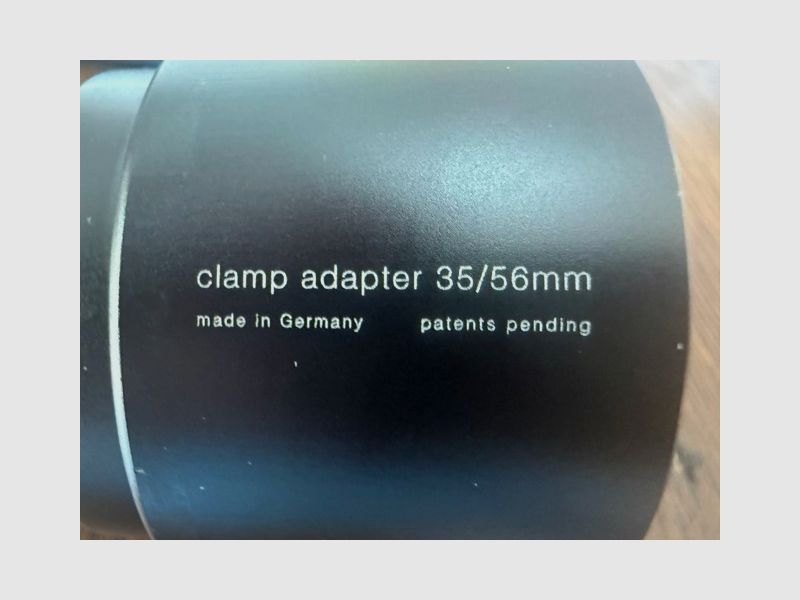 clamp adapter 35/56mm
made in Germany patents pending